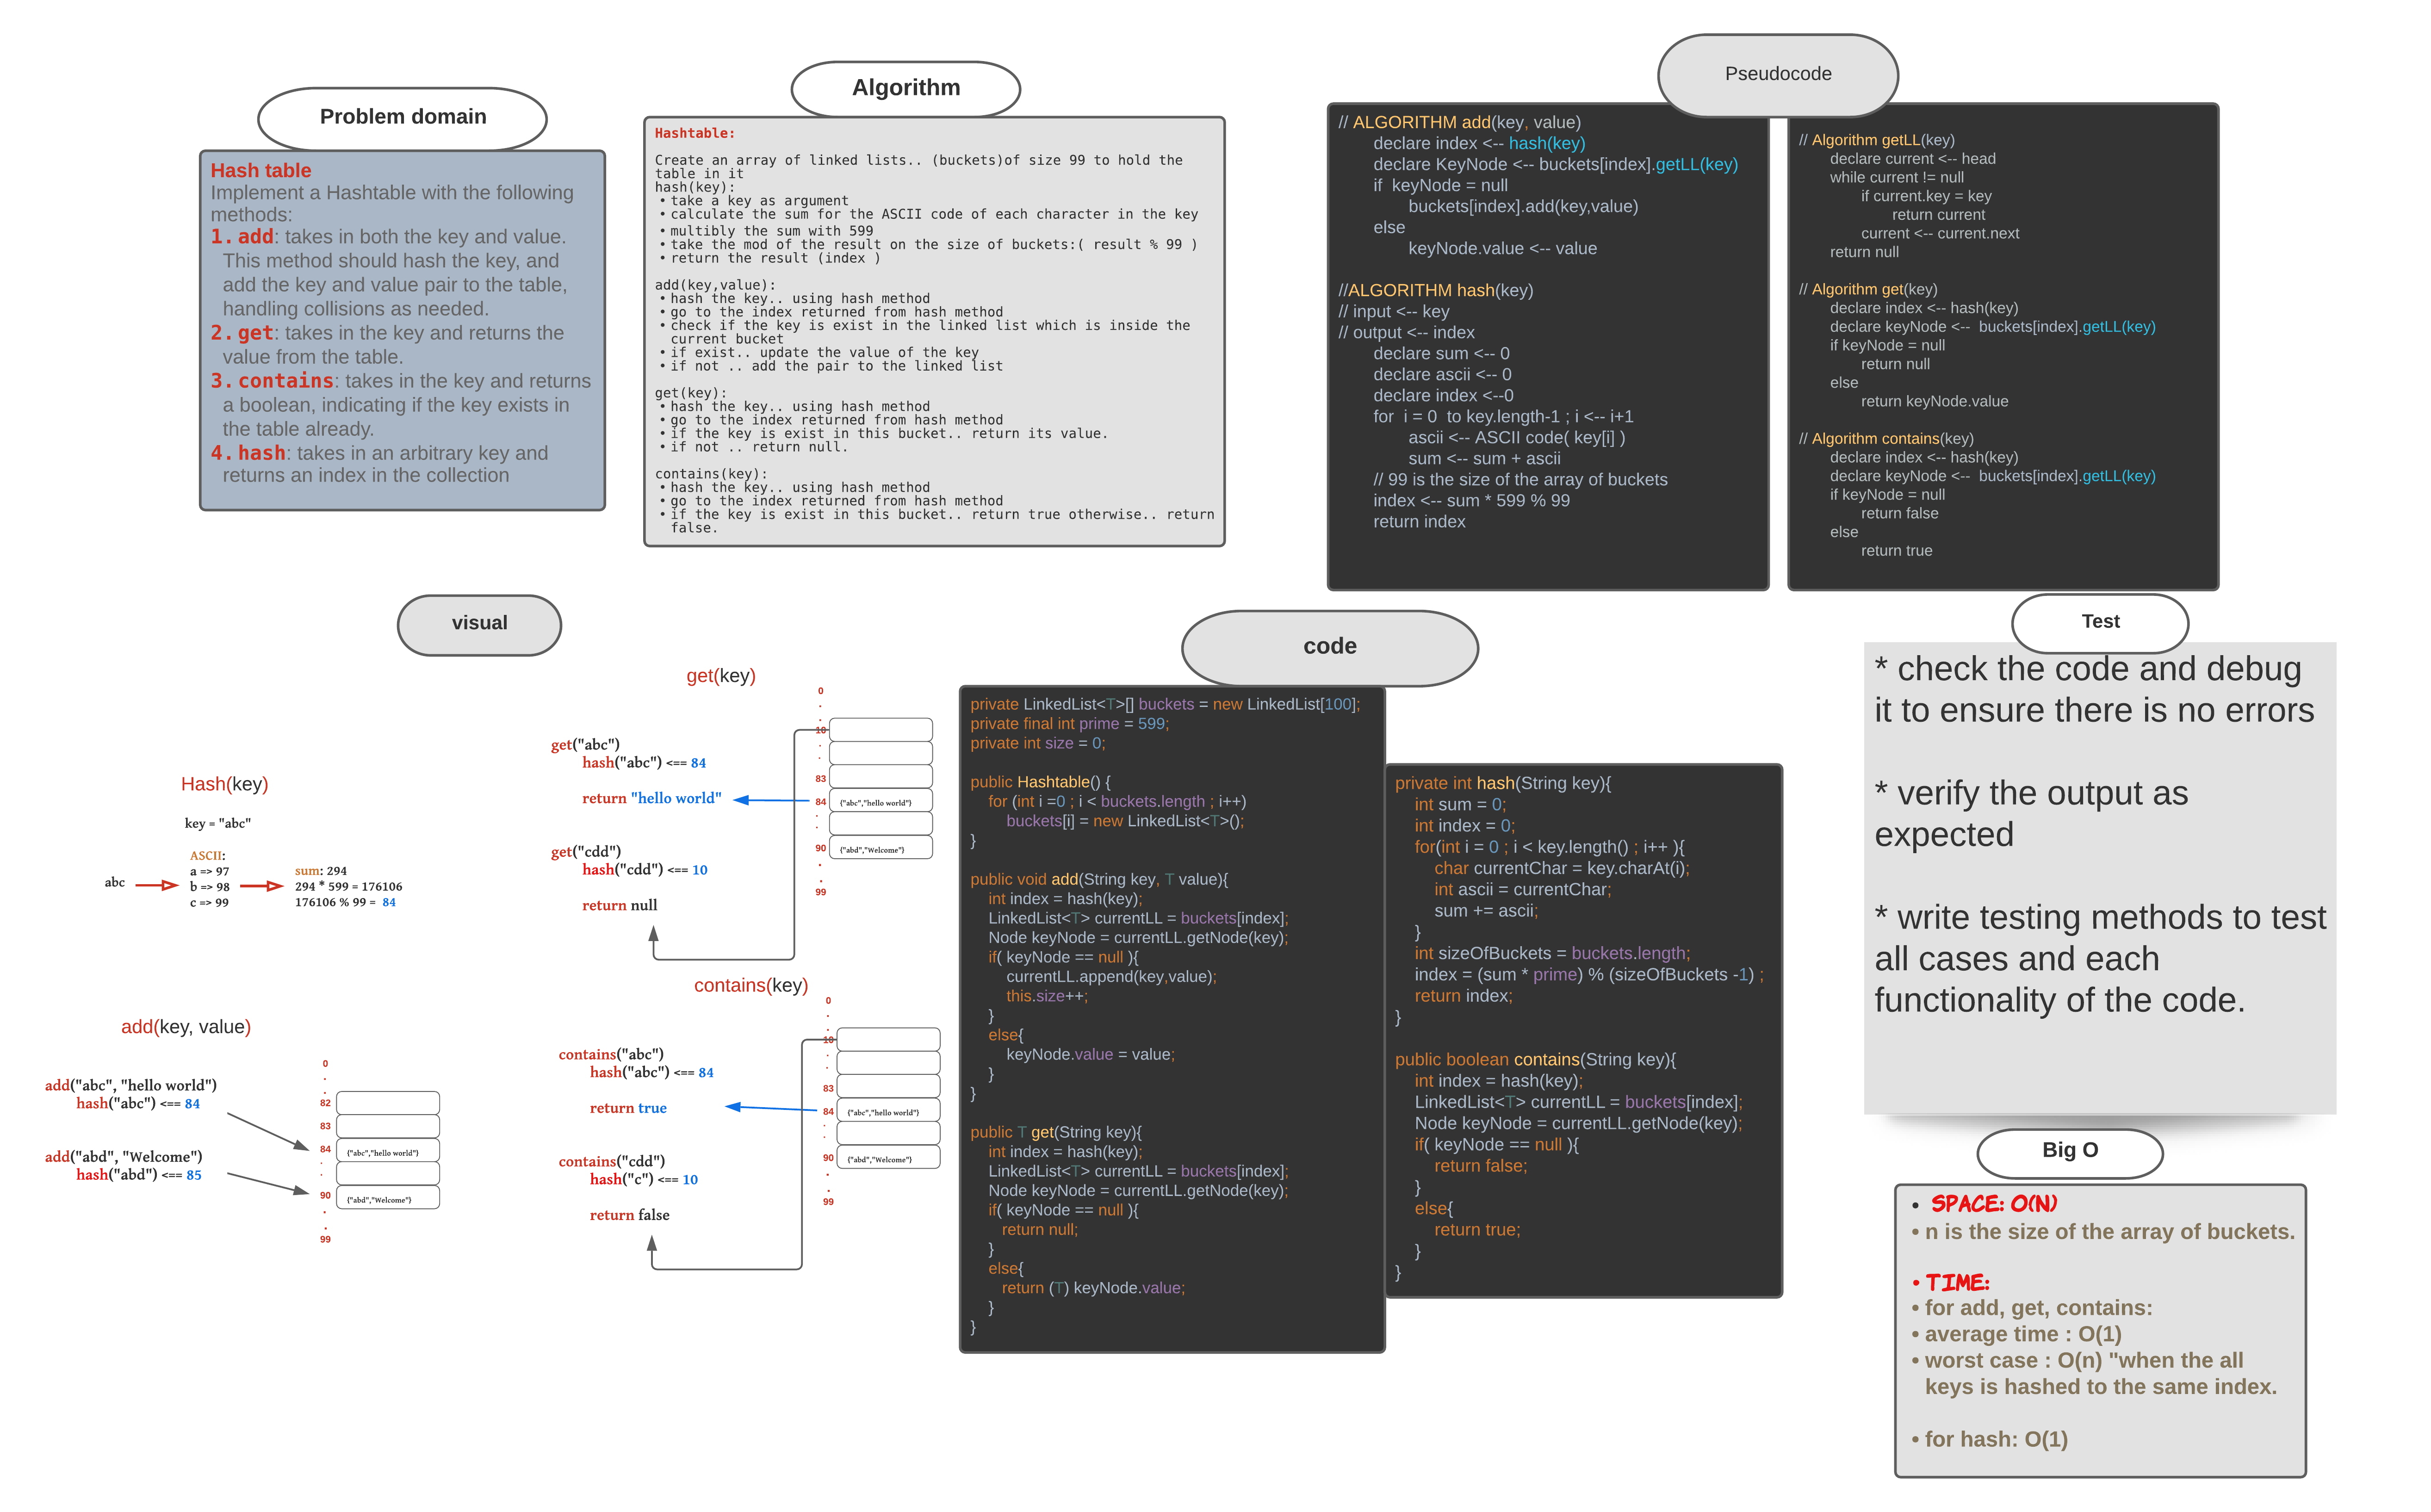 Problem domain
Hash table
Implement a Hashtable with the following
methods:
1. add: takes in both the key and value.
This method should hash the key, and
add the key and value pair to the table,
handling collisions as needed.
2. get: takes in the key and returns the
value from the table.
3. contains: takes in the key and returns
a boolean, indicating if the key exists in
the table already.
4. hash: takes in an arbitrary key and
returns an index in the collection
Algorithm
Hashtable:
Create an array of linked lists.. (buckets)of size 99 to hold the
table in it
hash(key):
• take a key as argument
• calculate the sum for the ASCII code of each character in the key
• multibly the sum with 599
• take the mod of the result on the size of buckets:( result % 99 )
• return the result (index )
add(key,value):
• hash the key.. using hash method
• go to the index returned from hash method
• check if the key is exist in the linked list which is inside the
current bucket
• if exist.. update the value of the key
• if not .. add the pair to the linked list
get(key):
• hash the key.. using hash method
• go to the index returned from hash method
• if the key is exist in this bucket.. return its value.
• if not .. return null.
contains(key):
• hash the key.. using hash method
• go to the index returned from hash method
• if the key is exist in this bucket.. return true otherwise.. return
false.
Pseudocode
// ALGORITHM add(key, value)
declare index <-- hash(key)
declare KeyNode <-- buckets[index].getLL(key)
if keyNode = null
buckets[index].add(key,value)
else
keyNode.value <-- value
//ALGORITHM hash(key)
// input <-- key
// output <-- index
declare sum <-- 0
declare ascii <-- 0
declare index <--0
for i = 0 to key.length-1 ; i <-- i+1
ascii <-- ASCII code( key[i] )
sum <-- sum + ascii
// 99 is the size of the array of buckets
index <-- sum * 599 % 99
return index
// Algorithm getLL(key)
declare current <-- head
while current != null
if current.key = key
return current
current <-- current.next
return null
// Algorithm get(key)
declare index <-- hash(key)
declare keyNode <-- buckets[index].getLL(key)
if keyNode = null
return null
else
return keyNode.value
// Algorithm contains(key)
declare index <-- hash(key)
declare keyNode <-- buckets[index].getLL(key)
if keyNode = null
return false
else
return true
visual
Hash(key)
key = "abc"
abc
ASCII:
a => 97
b => 98
c => 99
sum: 294
294 * 599 = 176106
176106 % 99 = 84
add(key, value)
add("abc", "hello world")
hash("abc") <== 84
add("abd", "Welcome")
hash("abd") <== 85
0
82
83
84 {"abc","hello world"}
90 {"abd","Welcome"}
99
get(key)
get("abc")
hash("abc") <== 84
return "hello world"
get("cdd")
hash("cdd") <== 10
return null
0
10
83
84 {"abc","hello world"}
90 {"abd","Welcome"}
99
contains(key)
contains("abc")
hash("abc") <== 84
return true
contains("cdd")
hash("c") <== 10
return false
0
10
83
84 {"abc","hello world"}
90 {"abd","Welcome"}
99
code
private LinkedList<T>[] buckets = new LinkedList[100];
private final int prime = 599;
private int size = 0;
public Hashtable() {
for (int i =0 ; i < buckets.length ; i++)
buckets[i] = new LinkedList<T>();
}
public void add(String key, T value){
int index = hash(key);
LinkedList<T> currentLL = buckets[index];
Node keyNode = currentLL.getNode(key);
if( keyNode == null ){
currentLL.append(key,value);
this.size++;
}
else{
keyNode.value = value;
}
}
public T get(String key){
int index = hash(key);
LinkedList<T> currentLL = buckets[index];
Node keyNode = currentLL.getNode(key);
if( keyNode == null ){
return null;
}
else{
return (T) keyNode.value;
}
}
private int hash(String key){
int sum = 0;
int index = 0;
for(int i = 0 ; i < key.length() ; i++ ){
char currentChar = key.charAt(i);
int ascii = currentChar;
sum += ascii;
}
int sizeOfBuckets = buckets.length;
index = (sum * prime) % (sizeOfBuckets -1) ;
return index;
}
public boolean contains(String key){
int index = hash(key);
LinkedList<T> currentLL = buckets[index];
Node keyNode = currentLL.getNode(key);
if( keyNode == null ){
return false;
}
else{
return true;
}
}
Test
* check the code and debug
it to ensure there is no errors
* verify the output as
expected
* write testing methods to test
all cases and each
functionality of the code.
Big O
• SPACE: O(N)
• n is the size of the array of buckets.
• TIME:
• for add, get, contains:
• average time : O(1)
• worst case : O(n) "when the all
keys is hashed to the same index.
• for hash: O(1)